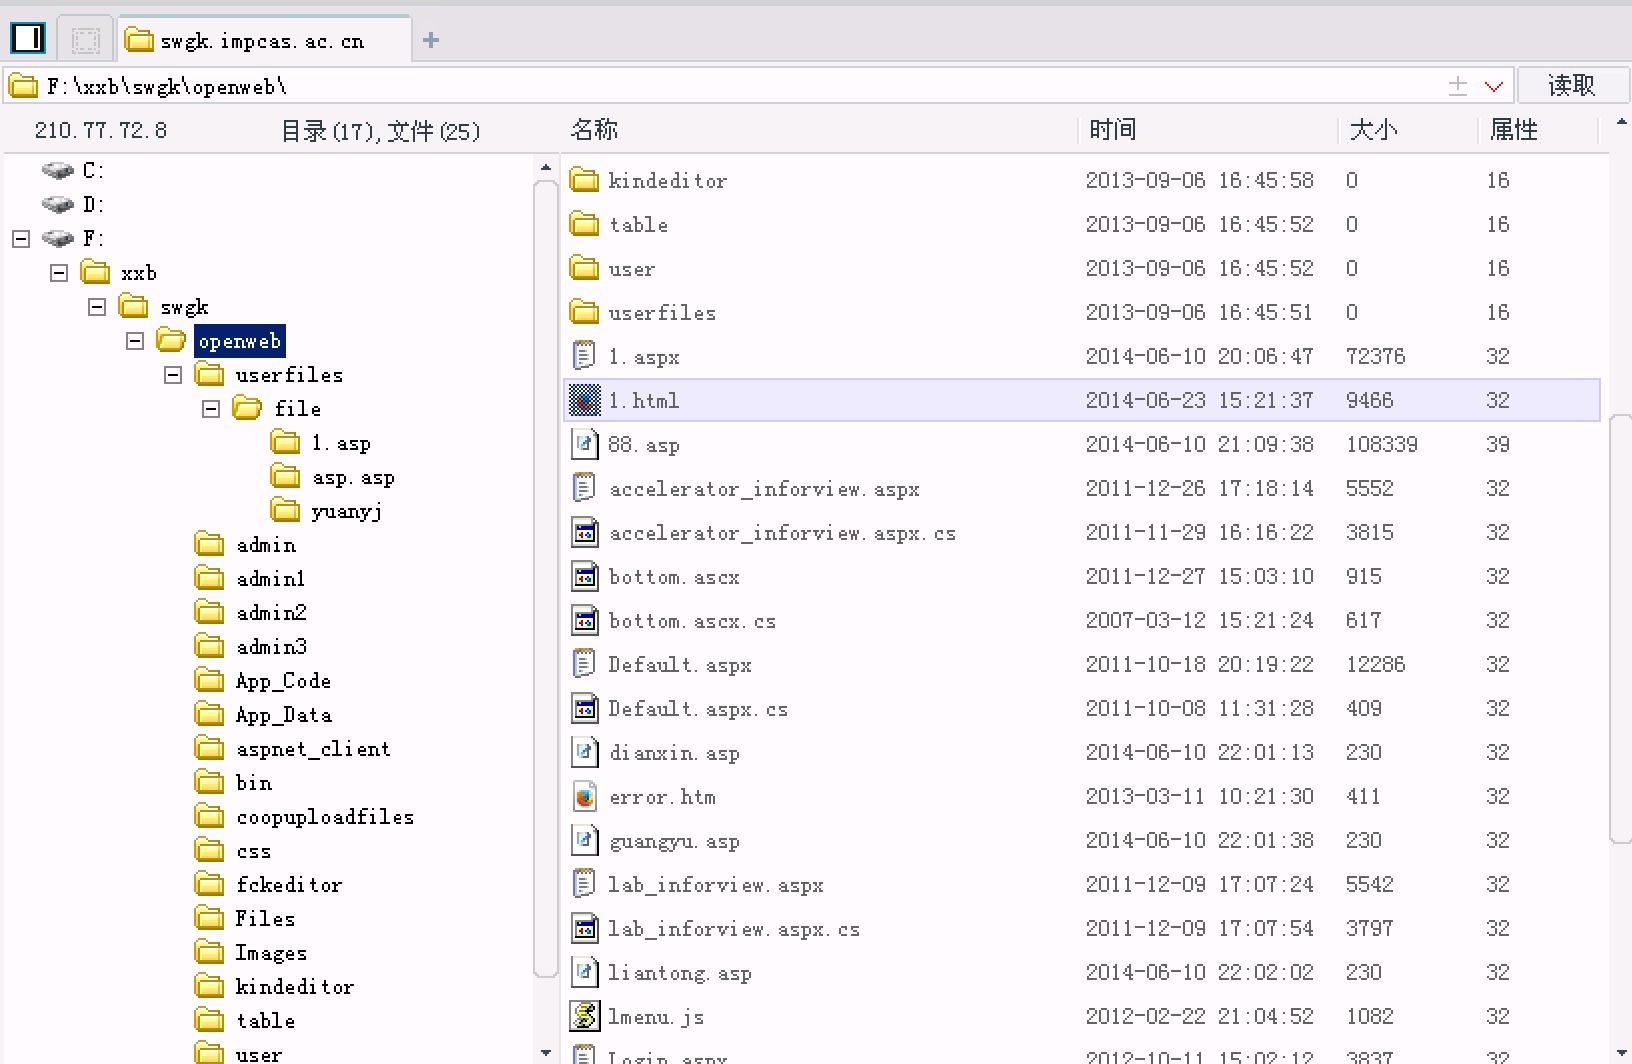 swgk.impcas.ac.cn
F:\xxb\swgk\openweb\ 读取
210.77.72.8 目录(17),文件(25) 名称 时间 大小 属性
C:
D:
F:
xxb
swgk
openweb
userfiles
file
1.asp
asp.asp
yuanyj
admin
admin1
admin2
admin3
App_Code
App_Data
aspnet_client
bin
coopuploadfiles
css
fckeditor
Files
Images
kindeditor
table
user
kindeditor 2013-09-06 16:45:58 0 16
table 2013-09-06 16:45:52 0 16
user 2013-09-06 16:45:52 0 16
userfiles 2013-09-06 16:45:51 0 16
1.aspx 2014-06-10 20:06:47 72376 32
1.html 2014-06-23 15:21:37 9466 32
88.asp 2014-06-10 21:09:38 108339 39
accelerator_inforview.aspx 2011-12-26 17:18:14 5552 32
accelerator_inforview.aspx.cs 2011-11-29 16:16:22 3815 32
bottom.ascx 2011-12-27 15:03:10 915 32
bottom.ascx.cs 2007-03-12 15:21:24 617 32
Default.aspx 2011-10-18 20:19:22 12286 32
Default.aspx.cs 2011-10-08 11:31:28 409 32
dianxin.asp 2014-06-10 22:01:13 230 32
error.htm 2013-03-11 10:21:30 411 32
guangyu.asp 2014-06-10 22:01:38 230 32
lab_inforview.aspx 2011-12-09 17:07:24 5542 32
lab_inforview.aspx.cs 2011-12-09 17:07:54 3797 32
liantong.asp 2014-06-10 22:02:02 230 32
lmenu.js 2012-02-22 21:04:52 1082 32
Login.aspx 2012-10-11 15:02:12 3837 32